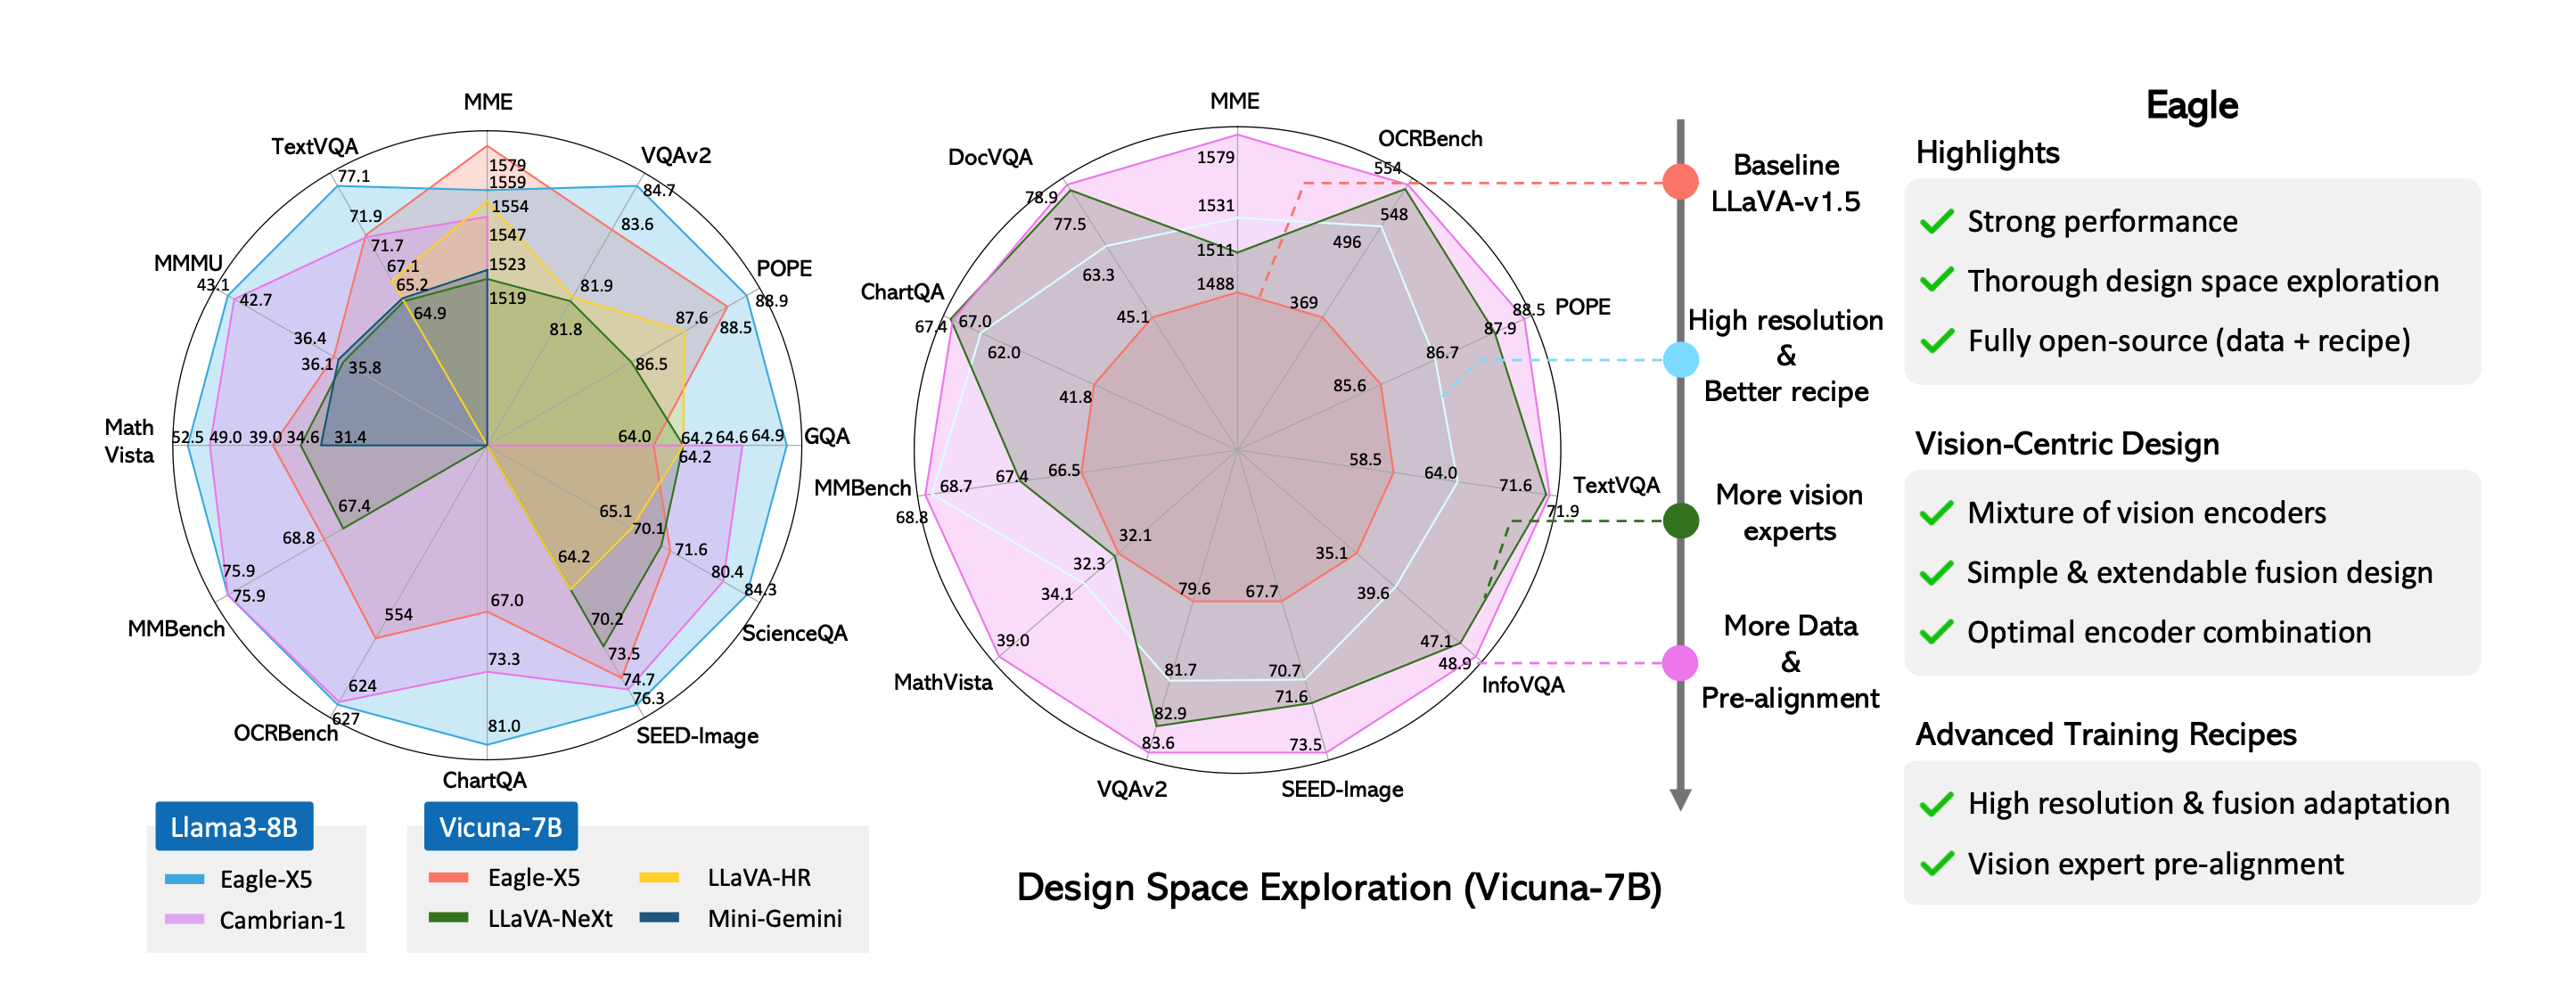 MME
TextVQA
VQAv2
77.1
1579
1559
84.7
71.9
1554
83.6
71.7
1547
MMMU
67.1
POPE
43.1
42.7
65.2
1523
81.9
88.9
64.9
1519
81.8
87.6
88.5
36.4
36.1
35.8
86.5
Math
Vista
52.5 49.0 39.0 34.6 31.4
64.0 64.2 64.6 64.9
GQA
64.2
67.4
65.1
70.1
68.8
64.2
71.6
75.9
80.4
75.9
84.3
MMBench
554
67.0
70.2
ScienceQA
73.5
624
73.3
74.7
627
76.3
OCRBench
81.0
SEED-Image
ChartQA
Llama3-8B
Eagle-X5
Cambrian-1
Vicuna-7B
Eagle-X5
LLaVA-HR
LLaVA-NeXt
Mini-Gemini
MME
OCRBench
DocVQA
1579
554
78.9
77.5
1531
548
1511
496
63.3
1488
369
ChartQA
45.1
POPE
88.5
67.4
67.0
87.9
62.0
86.7
41.8
85.6
MMBench
68.7
67.4
66.5
58.5
64.0
71.6
TextVQA
68.8
71.9
32.1
35.1
32.3
34.1
79.6
67.7
39.6
39.0
47.1
MathVista
81.7
70.7
48.9
InfoVQA
71.6
82.9
83.6
73.5
VQAv2
SEED-Image
Design Space Exploration (Vicuna-7B)
Baseline
LLaVA-v1.5
High resolution
&
Better recipe
More vision
experts
More Data
&
Pre-alignment
Eagle
Highlights
Strong performance
Thorough design space exploration
Fully open-source (data + recipe)
Vision-Centric Design
Mixture of vision encoders
Simple & extendable fusion design
Optimal encoder combination
Advanced Training Recipes
High resolution & fusion adaptation
Vision expert pre-alignment